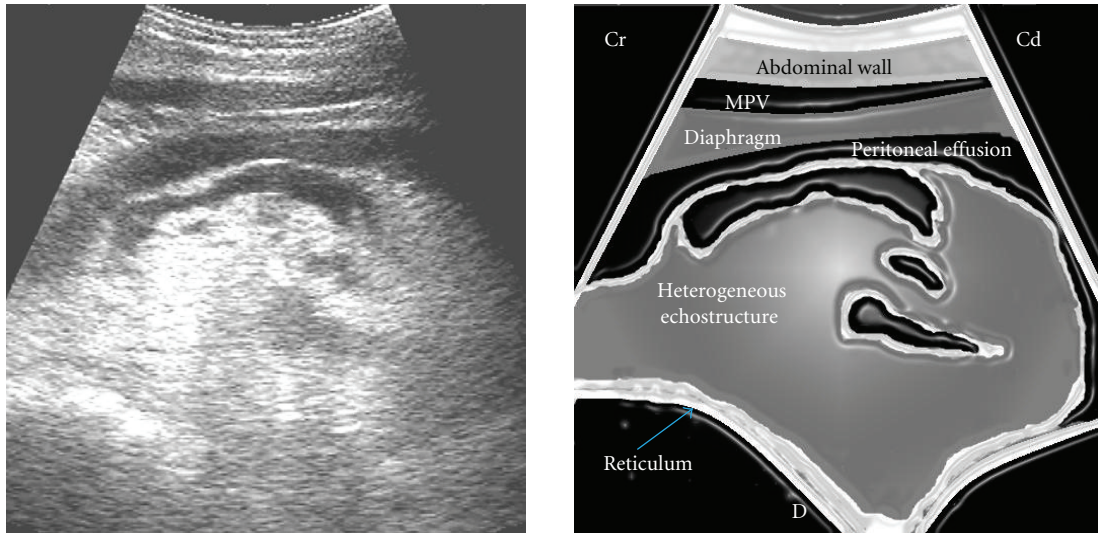 Cr
Cd
Abdominal wall
MPV
Diaphragm
Peritoneal effusion
Heterogeneous
echostructure
Reticulum
D